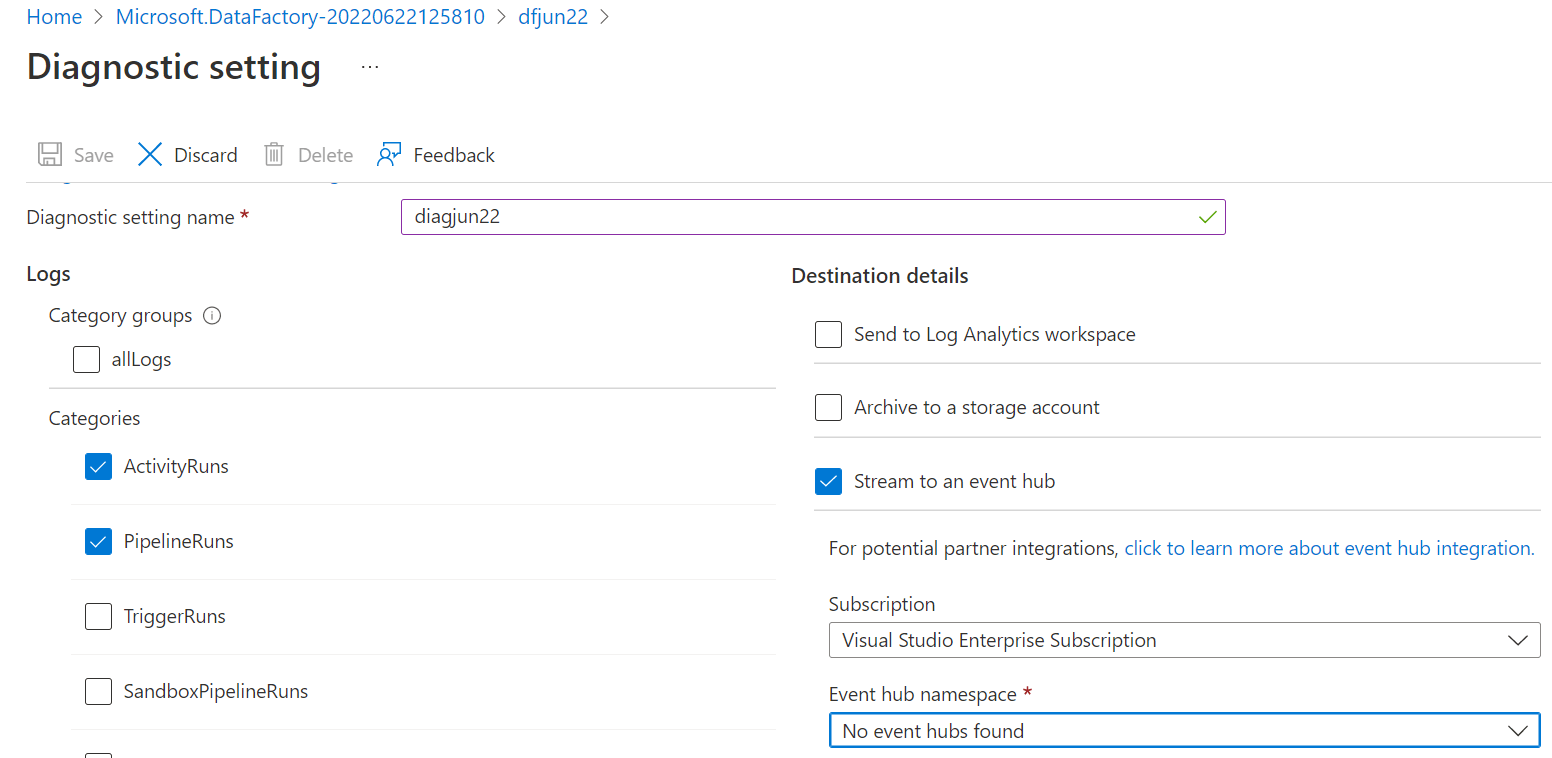 Home > Microsoft.DataFactory-20220622125810 > dfjun22 >
Diagnostic setting ...
Save Discard Delete Feedback
Diagnostic setting name *
diagjun22
Logs
Category groups
allLogs
Categories
ActivityRuns
PipelineRuns
TriggerRuns
SandboxPipelineRuns
Destination details
Send to Log Analytics workspace
Archive to a storage account
Stream to an event hub
For potential partner integrations, click to learn more about event hub integration.
Subscription
Visual Studio Enterprise Subscription
Event hub namespace *
No event hubs found